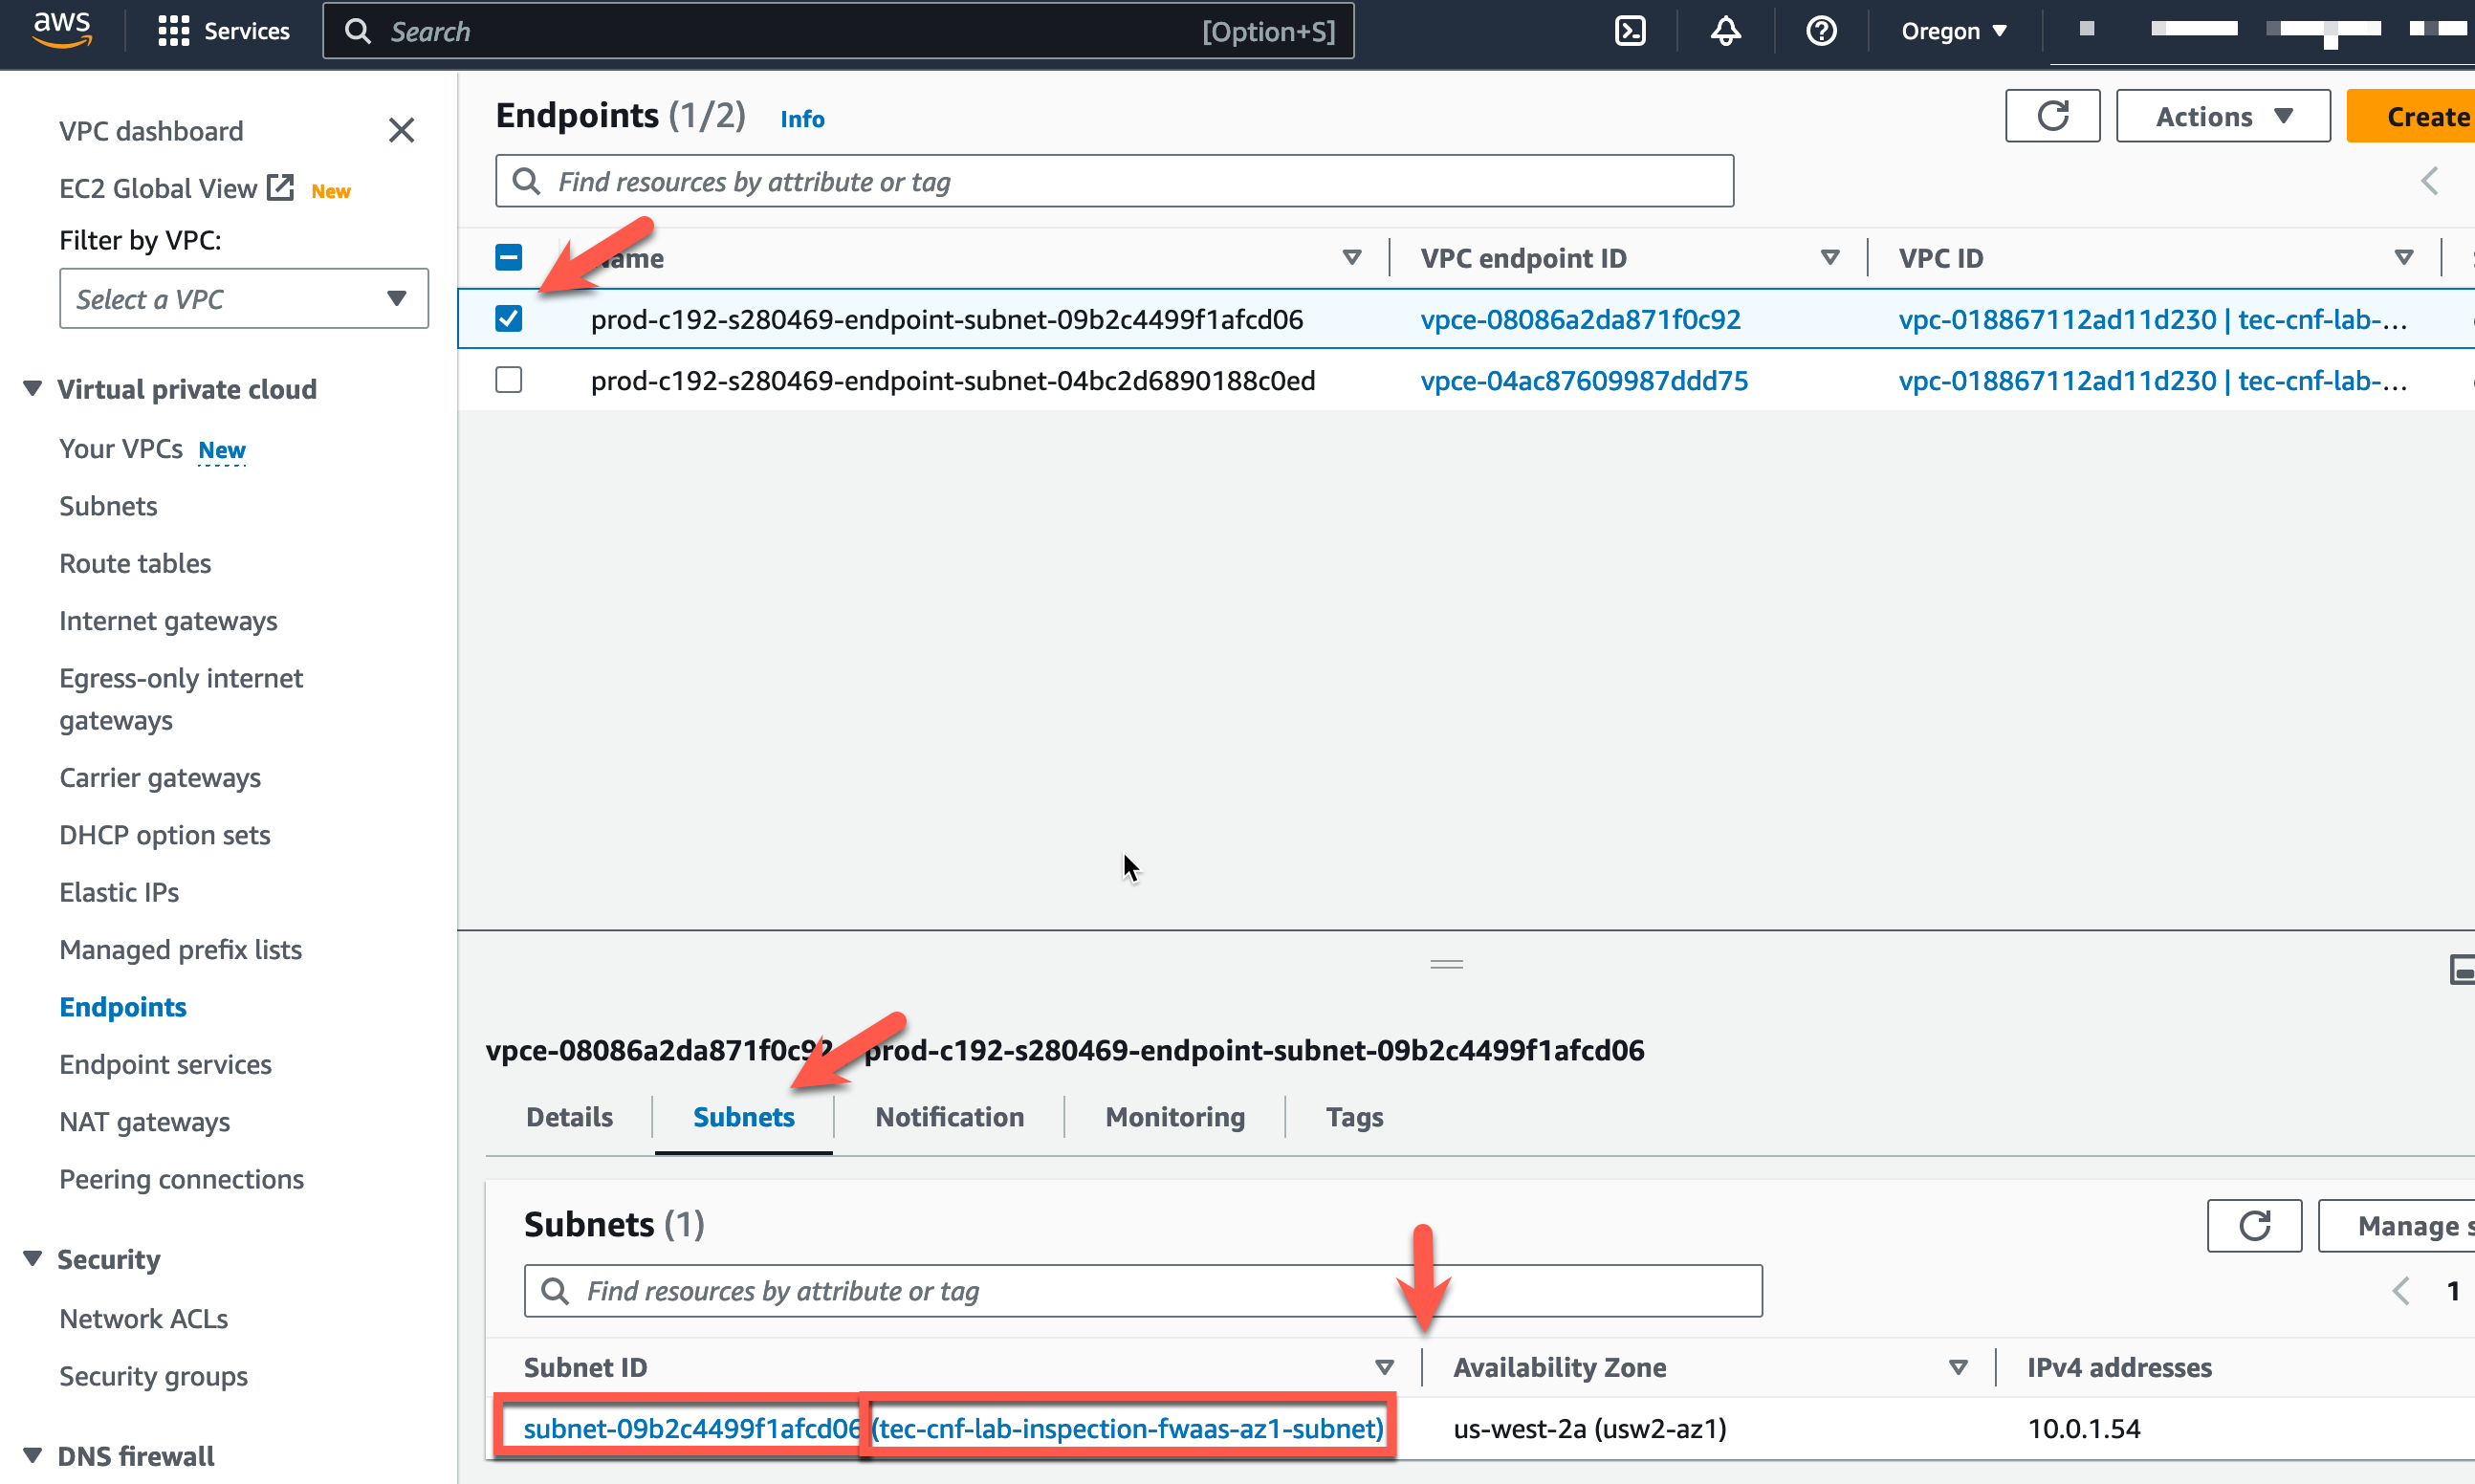 aws Services Search [Option+S] Oregon
VPC dashboard
EC2 Global View New
Filter by VPC:
Select a VPC
Virtual private cloud
Your VPCs New
Subnets
Route tables
Internet gateways
Egress-only internet
gateways
Carrier gateways
DHCP option sets
Elastic IPs
Managed prefix lists
Endpoints
Endpoint services
NAT gateways
Peering connections
Security
Network ACLs
Security groups
DNS firewall
Endpoints (1/2) Info
Actions
Create
Find resources by attribute or tag
VPC endpoint ID VPC ID
prod-c192-s280469-endpoint-subnet-09b2c4499f1afcd06 vpce-08086a2da871f0c92 vpc-018867112ad11d230 | tec-cnf-lab-...
prod-c192-s280469-endpoint-subnet-04bc2d6890188c0ed vpce-04ac87609987ddd75 vpc-018867112ad11d230 | tec-cnf-lab-...
vpce-08086a2da871f0c92 prod-c192-s280469-endpoint-subnet-09b2c4499f1afcd06
Details Subnets Notification Monitoring Tags
Subnets (1)
Manage
Find resources by attribute or tag
1
Subnet ID Availability Zone IPv4 addresses
subnet-09b2c4499f1afcd06 (tec-cnf-lab-inspection-fwaas-az1-subnet) us-west-2a (usw2-az1) 10.0.1.54